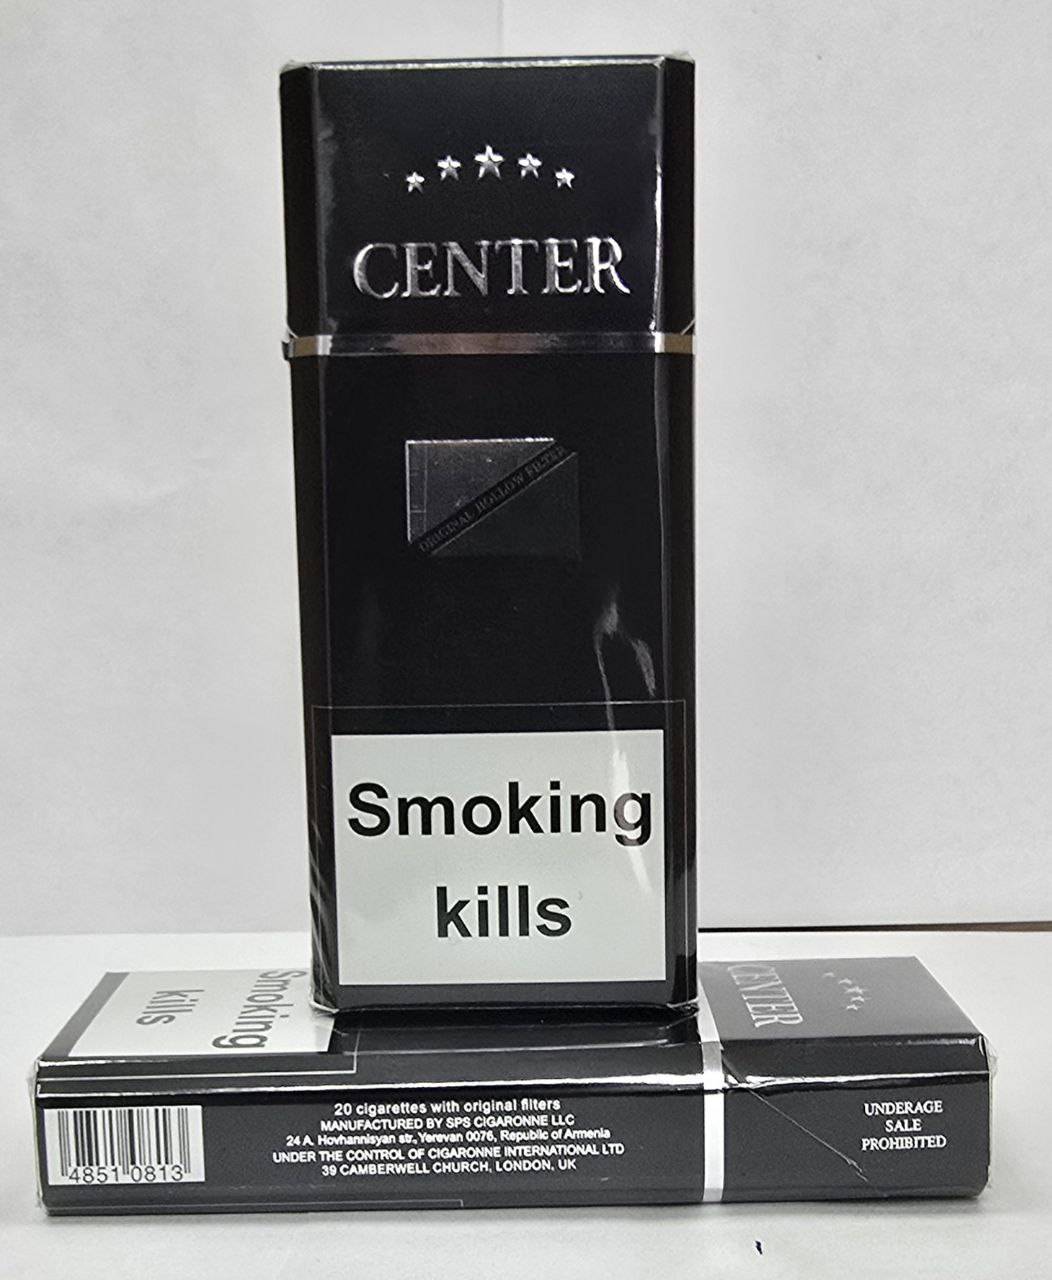 CENTER
ORIGINAL HOLLOW FILTER
Smoking
kills
CENTER
Smoking
kills
20 cigarettes with original filters
MANUFACTURED BY SPS CIGARONNE LLC
24 A. Hovhannisyan str., Yerevan 0076, Republic of Armenia
UNDER THE CONTROL OF CIGARONNE INTERNATIONAL LTD
39 CAMBERWELL CHURCH, LONDON, UK
4851 0813
UNDERAGE
SALE
PROHIBITED